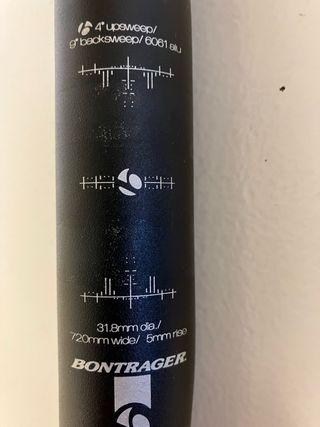 4° upsweep/
9° backsweep/ 6061 alu
31.8mm dia./
720mm wide/ 5mm rise
BONTRAGER